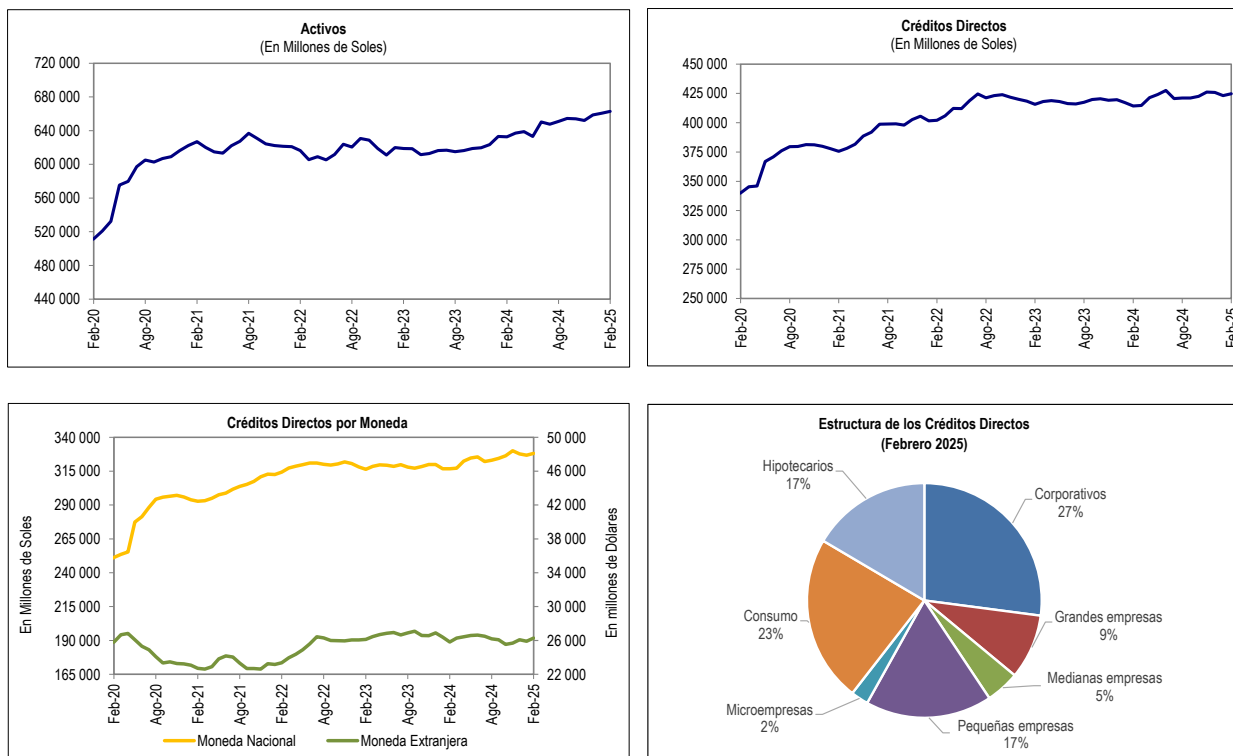 Activos
(En Millones de Soles)
720 000
680 000
640 000
600 000
560 000
520 000
480 000
440 000
Feb-20
Ago-20
Feb-21
Ago-21
Feb-22
Ago-22
Feb-23
Ago-23
Feb-24
Ago-24
Feb-25
Créditos Directos
(En Millones de Soles)
450 000
425 000
400 000
375 000
350 000
325 000
300 000
275 000
250 000
Feb-20
Ago-20
Feb-21
Ago-21
Feb-22
Ago-22
Feb-23
Ago-23
Feb-24
Ago-24
Feb-25
Créditos Directos por Moneda
En Millones de Soles
340 000
315 000
290 000
265 000
240 000
215 000
190 000
165 000
50 000
46 000
42 000
38 000
34 000
30 000
26 000
22 000
En millones de Dólares
Feb-20
Ago-20
Feb-21
Ago-21
Feb-22
Ago-22
Feb-23
Ago-23
Feb-24
Ago-24
Feb-25
Moneda Nacional
Moneda Extranjera
Estructura de los Créditos Directos
(Febrero 2025)
Hipotecarios
17%
Corporativos
27%
Consumo
23%
Grandes empresas
9%
Medianas empresas
5%
Microempresas
2%
Pequeñas empresas
17%